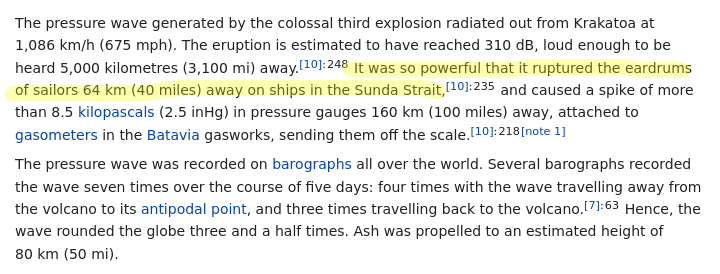 The pressure wave generated by the colossal third explosion radiated out from Krakatoa at
1,086 km/h (675 mph). The eruption is estimated to have reached 310 dB, loud enough to be
heard 5,000 kilometres (3,100 mi) away.[10]:248 It was so powerful that it ruptured the eardrums
of sailors 64 km (40 miles) away on ships in the Sunda Strait,[10]:235 and caused a spike of more
than 8.5 kilopascals (2.5 inHg) in pressure gauges 160 km (100 miles) away, attached to
gasometers in the Batavia gasworks, sending them off the scale.[10]:218[note 1]
The pressure wave was recorded on barographs all over the world. Several barographs recorded
the wave seven times over the course of five days: four times with the wave travelling away from
the volcano to its antipodal point, and three times travelling back to the volcano.[7]:63 Hence, the
wave rounded the globe three and a half times. Ash was propelled to an estimated height of
80 km (50 mi).